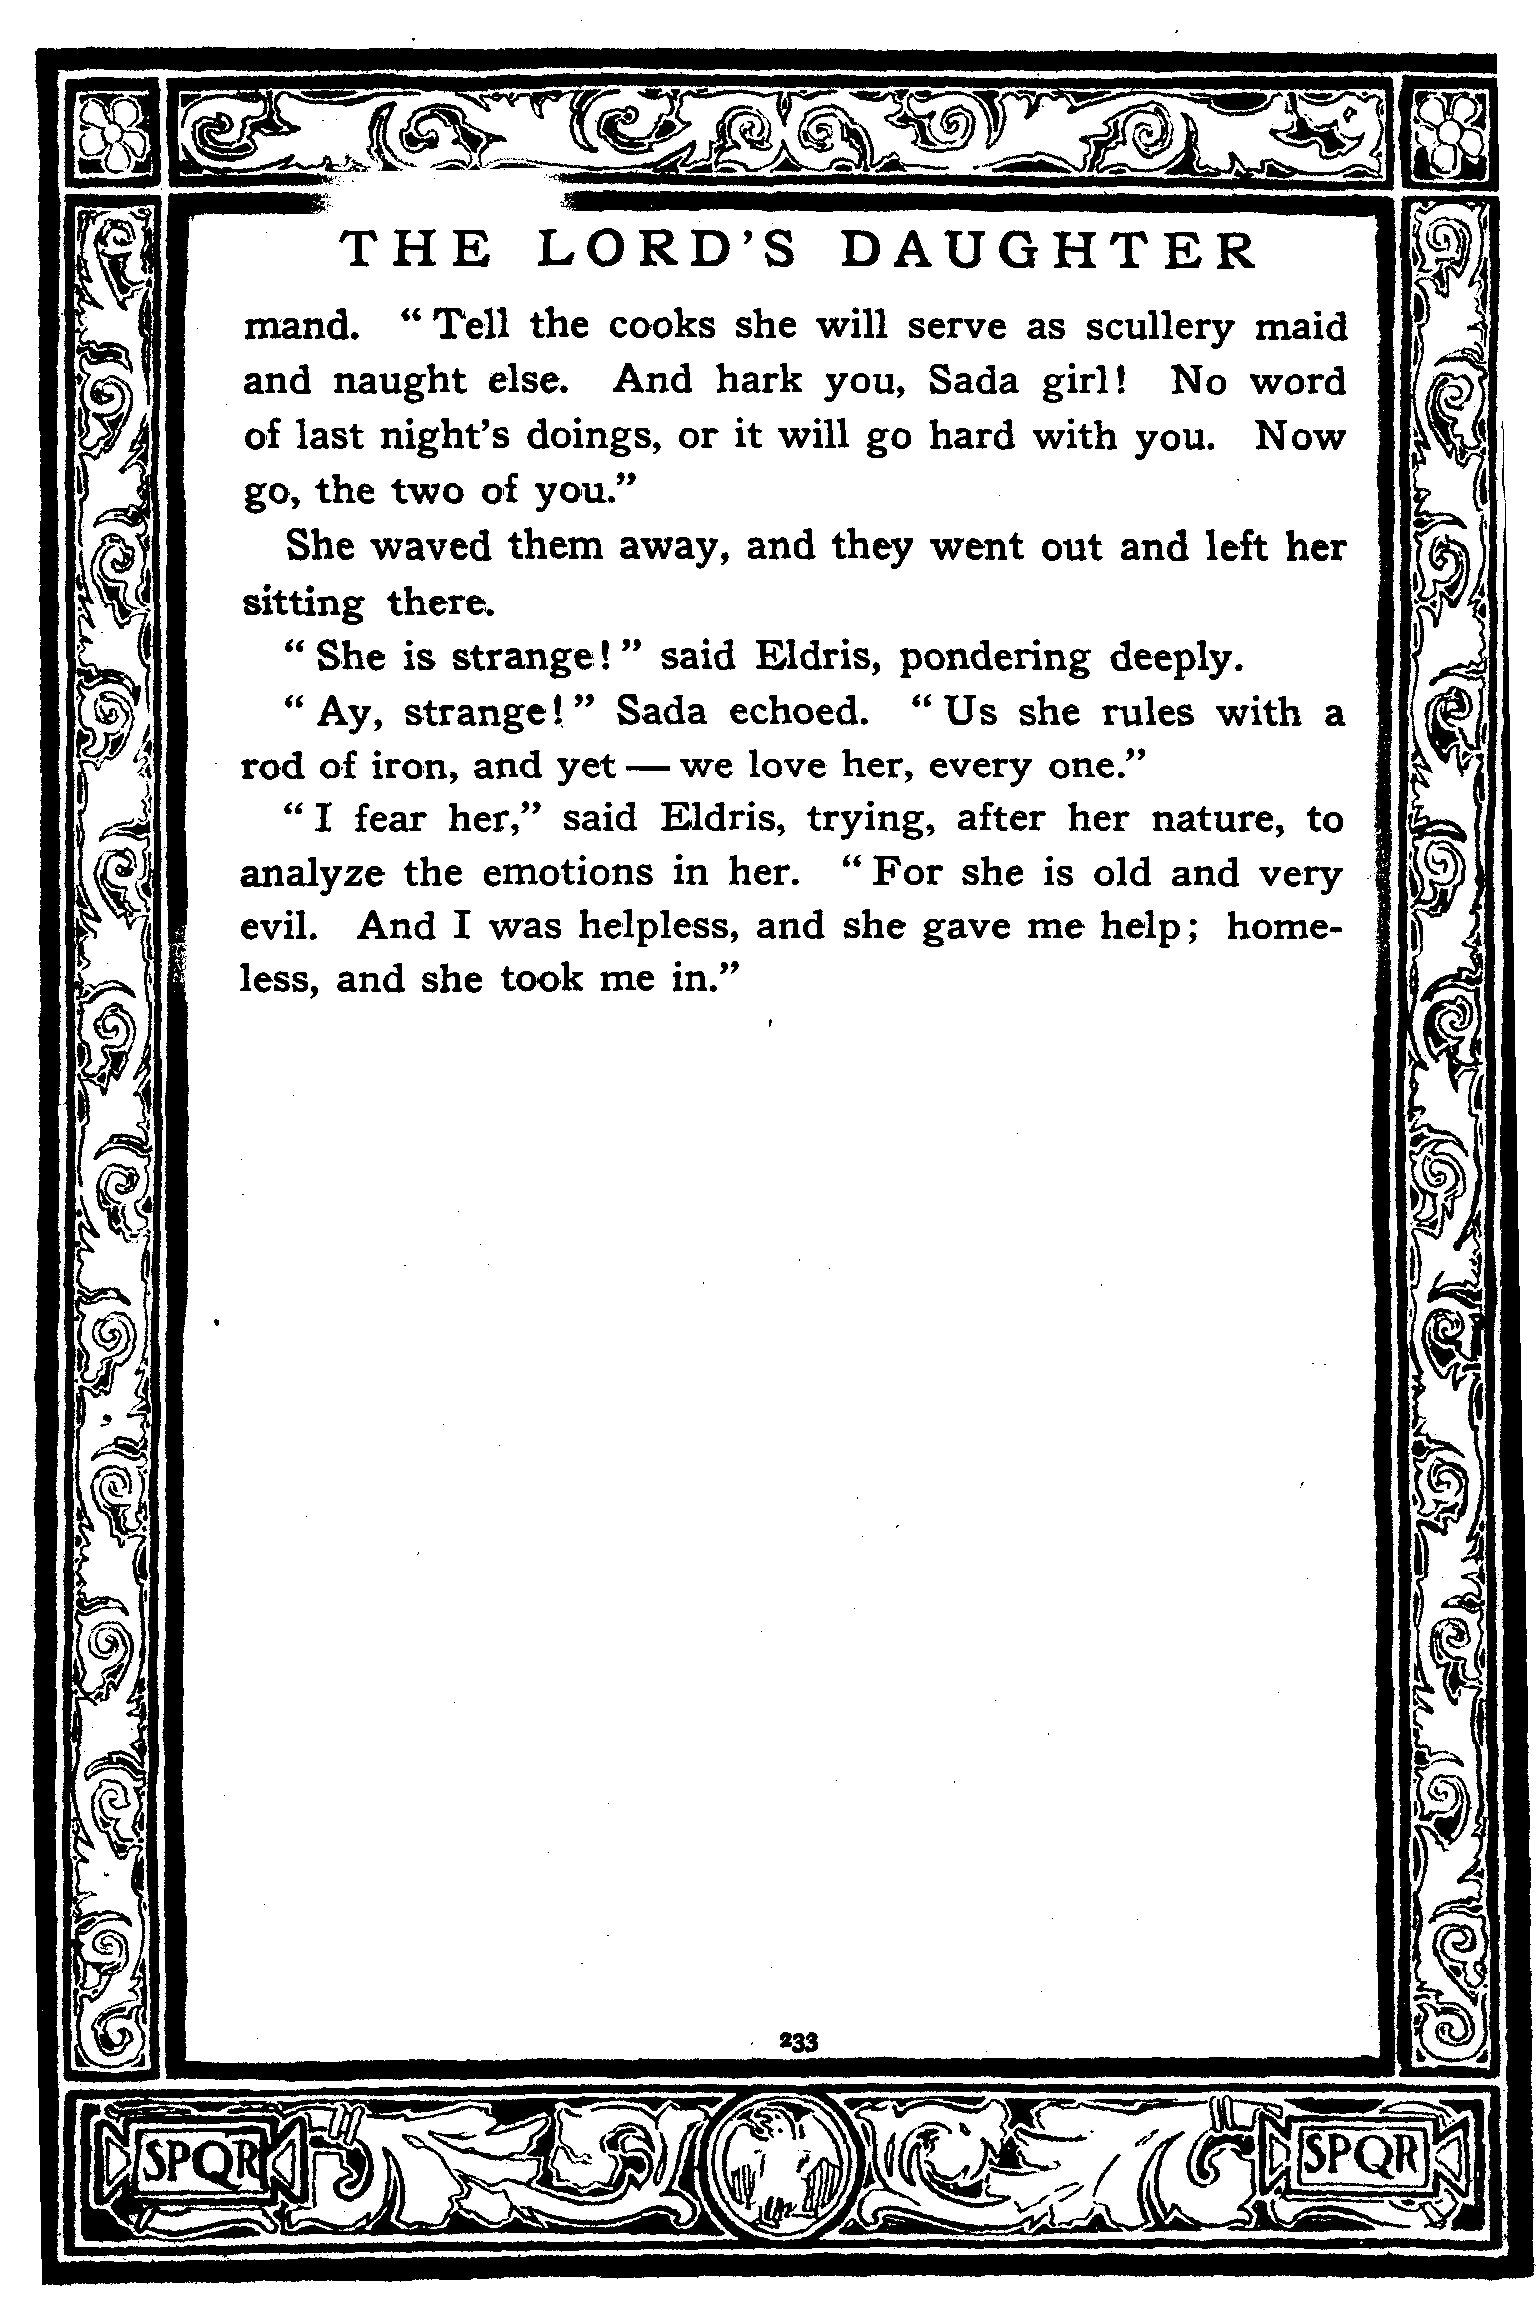 THE LORD'S DAUGHTER
mand. “Tell the cooks she will serve as scullery maid
and naught else. And hark you, Sada girl! No word
of last night's doings, or it will go hard with you. Now
go, the two of you.”
She waved them away, and they went out and left her
sitting there.
“She is strange!” said Eldris, pondering deeply.
“Ay, strange!” Sada echoed. “Us she rules with a
rod of iron, and yet — we love her, every one.”
“I fear her,” said Eldris, trying, after her nature, to
analyze the emotions in her. “For she is old and very
evil. And I was helpless, and she gave me help; home-
less, and she took me in.”
233
SPQR
SPQR